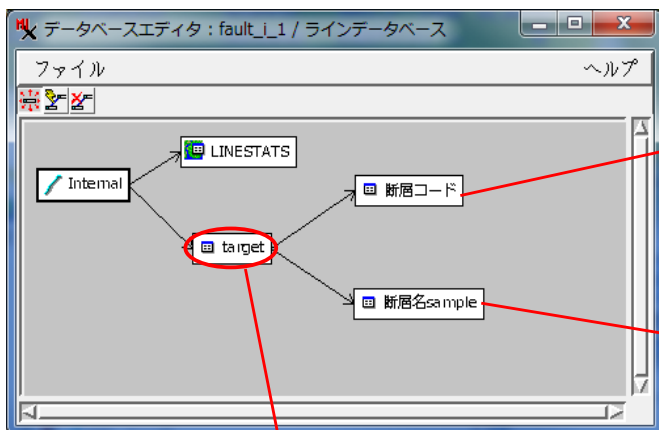 データベースエディタ：fault_i_1 / ラインデータベース
ファイル ヘルプ
LINESTATS
Internal
断層コード
target
断層名sample